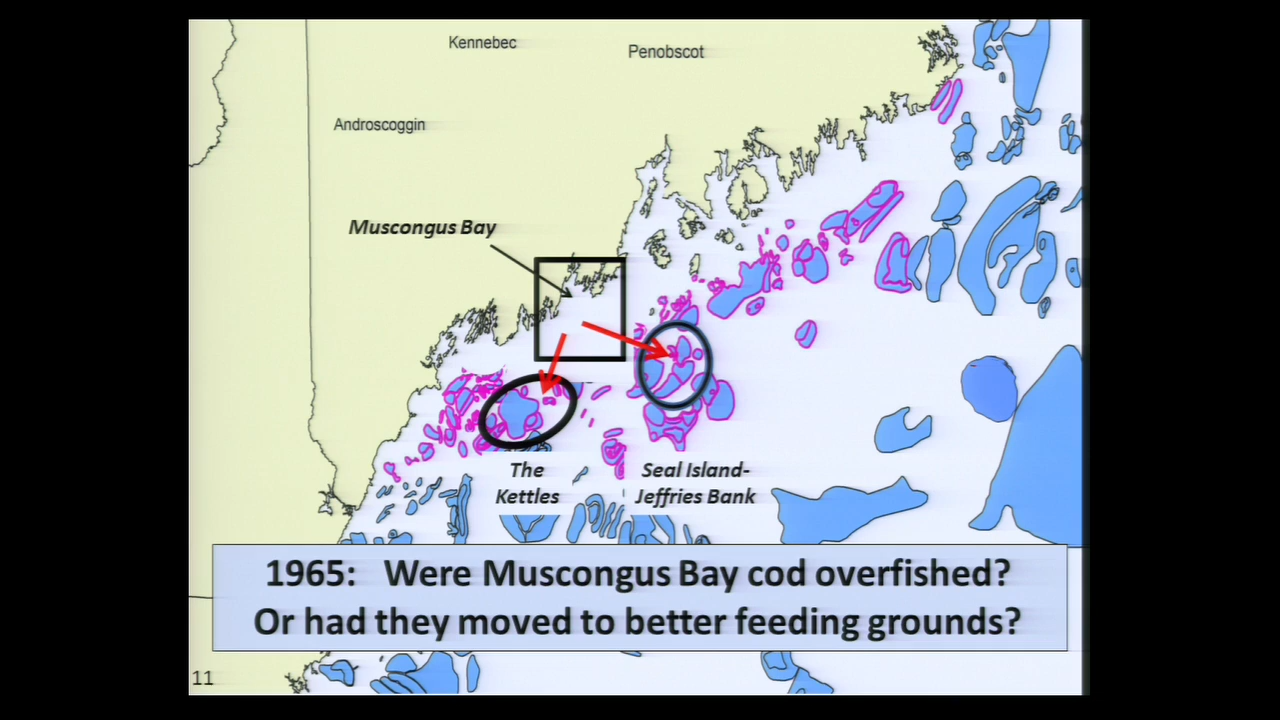 Kennebec
Penobscot
Androscoggin
Muscongus Bay
The
Kettles
Seal Island-
Jeffries Bank
1965: Were Muscongus Bay cod overfished?
Or had they moved to better feeding grounds?
11